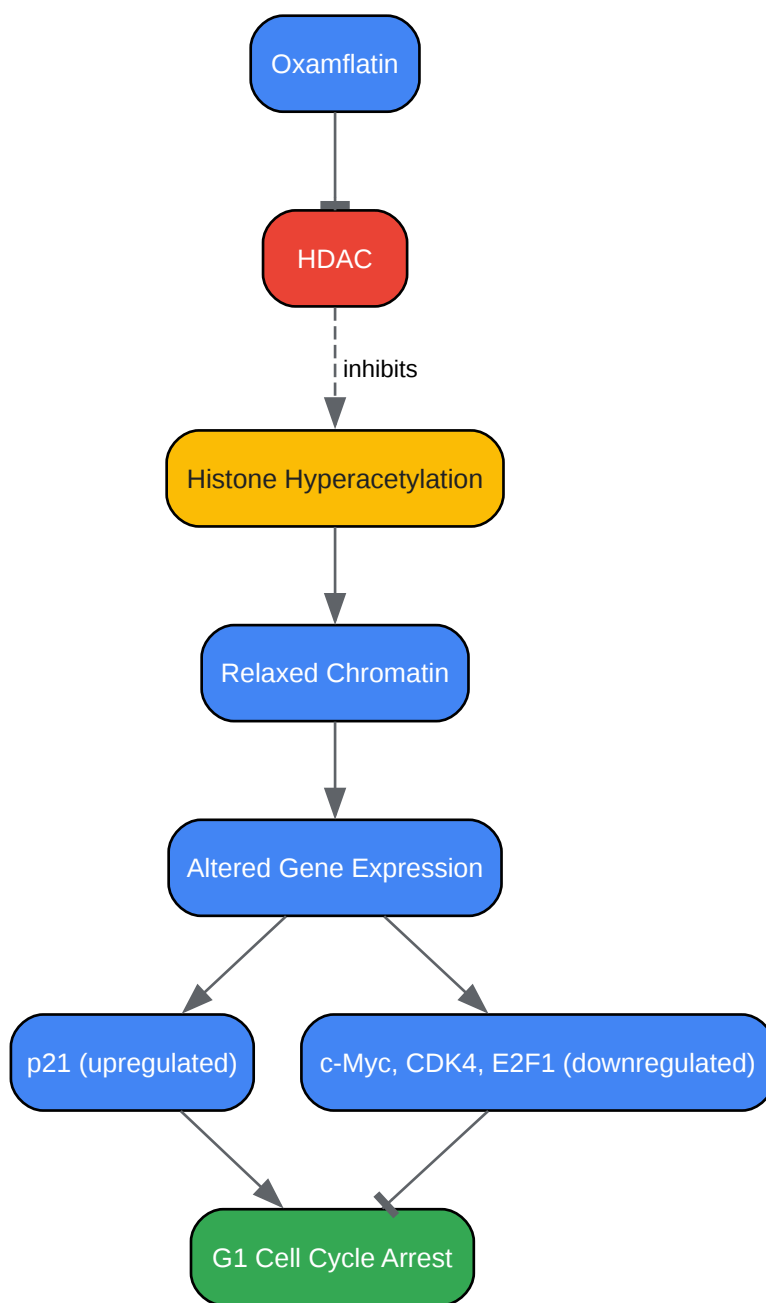 Oxamflatin
HDAC
inhibits
Histone Hyperacetylation
Relaxed Chromatin
Altered Gene Expression
p21 (upregulated)
c-Myc, CDK4, E2F1 (downregulated)
G1 Cell Cycle Arrest